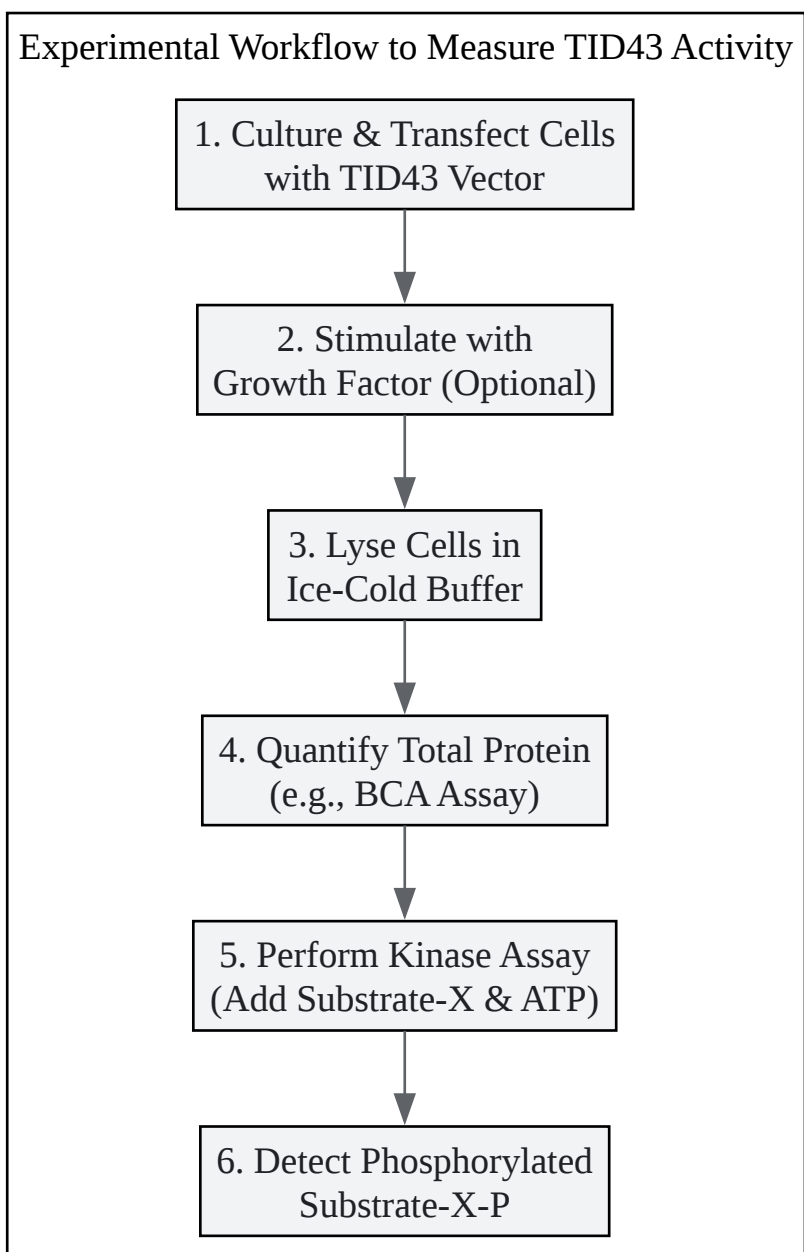 Experimental Workflow to Measure TID43 Activity
1. Culture & Transfect Cells
with TID43 Vector
2. Stimulate with
Growth Factor (Optional)
3. Lyse Cells in
Ice-Cold Buffer
4. Quantify Total Protein
(e.g., BCA Assay)
5. Perform Kinase Assay
(Add Substrate-X & ATP)
6. Detect Phosphorylated
Substrate-X-P